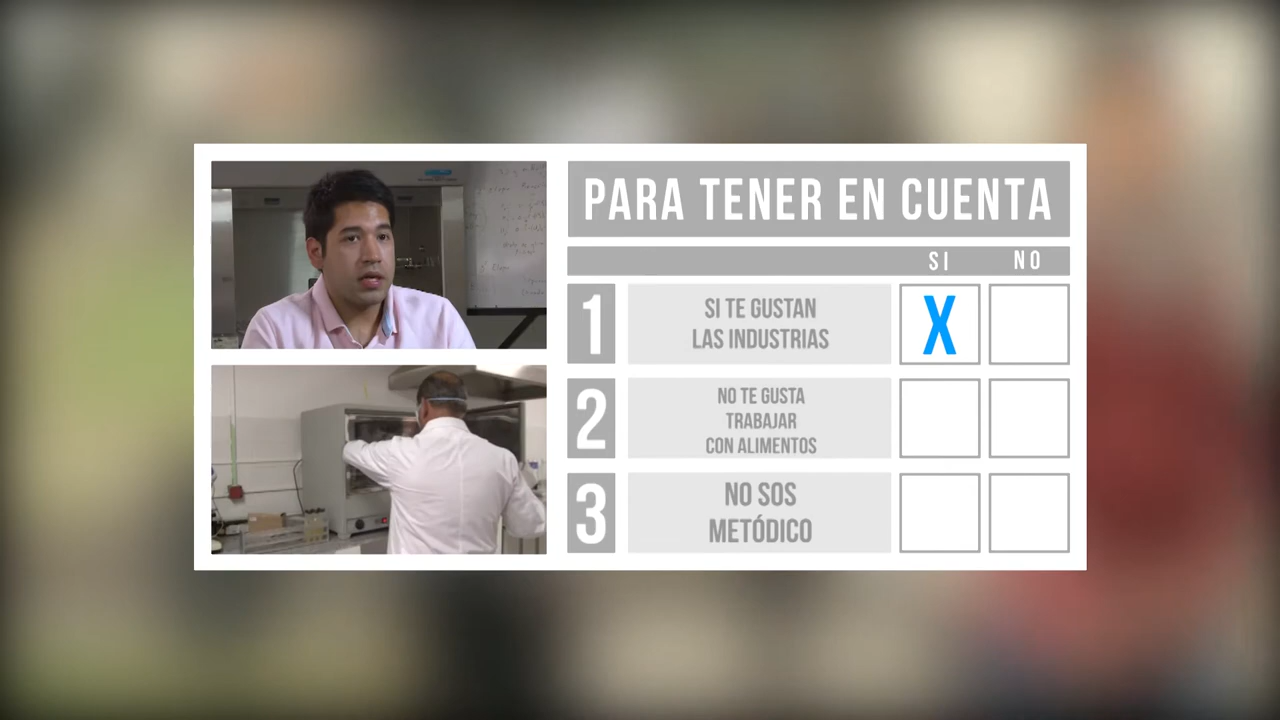 PARA TENER EN CUENTA
SI NO
1
SI TE GUSTAN
LAS INDUSTRIAS
X
2
NO TE GUSTA
TRABAJAR
CON ALIMENTOS
3
NO SOS
METÓDICO